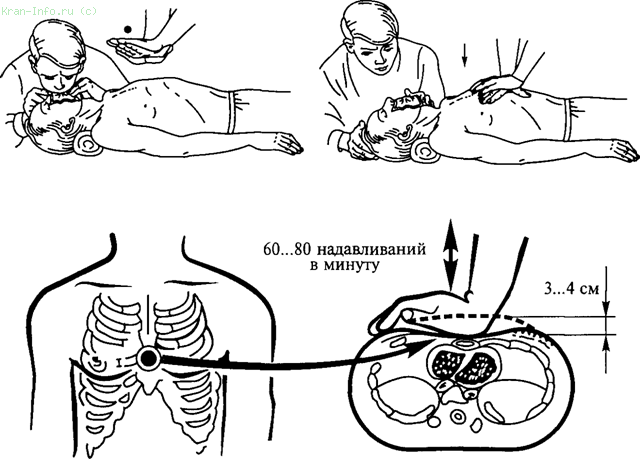 Kran-Info.ru (c)
60...80 надавливаний
в минуту
3...4 см